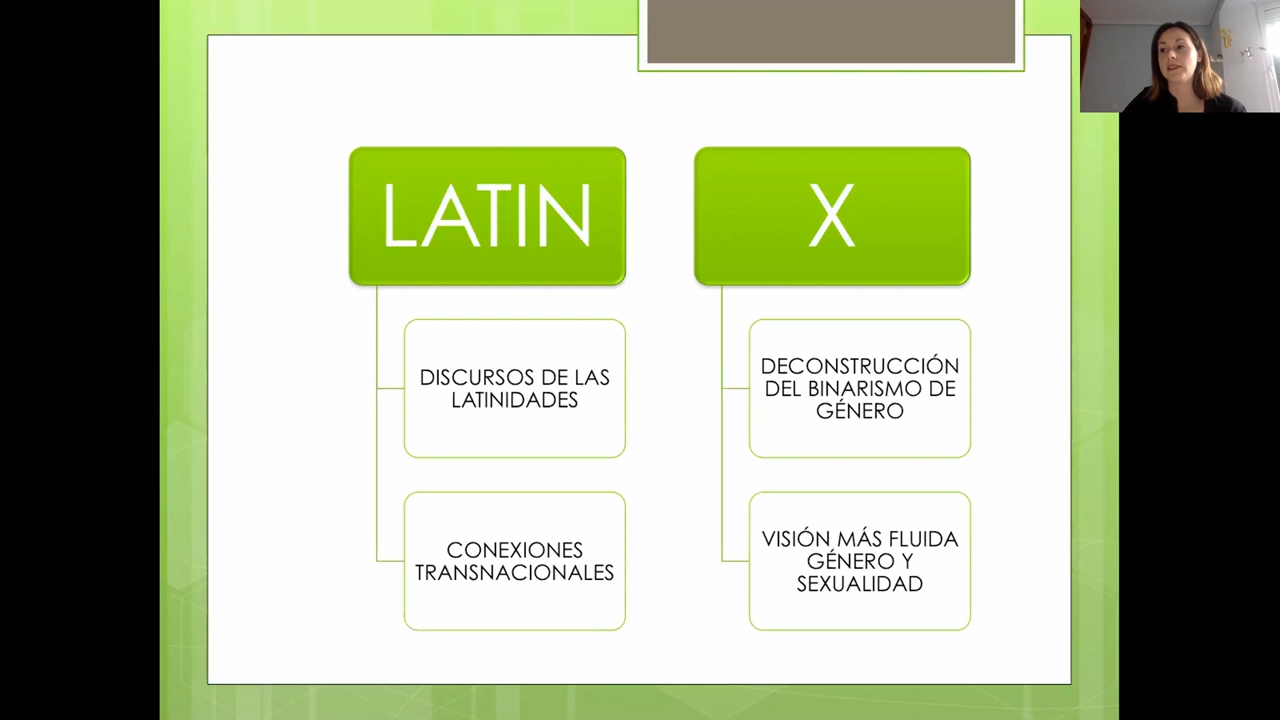 LATIN
DISCURSOS DE LAS
LATINIDADES
CONEXIONES
TRANSNACIONALES
X
DECONSTRUCCIÓN
DEL BINARISMO DE
GÉNERO
VISIÓN MÁS FLUIDA
GÉNERO Y
SEXUALIDAD